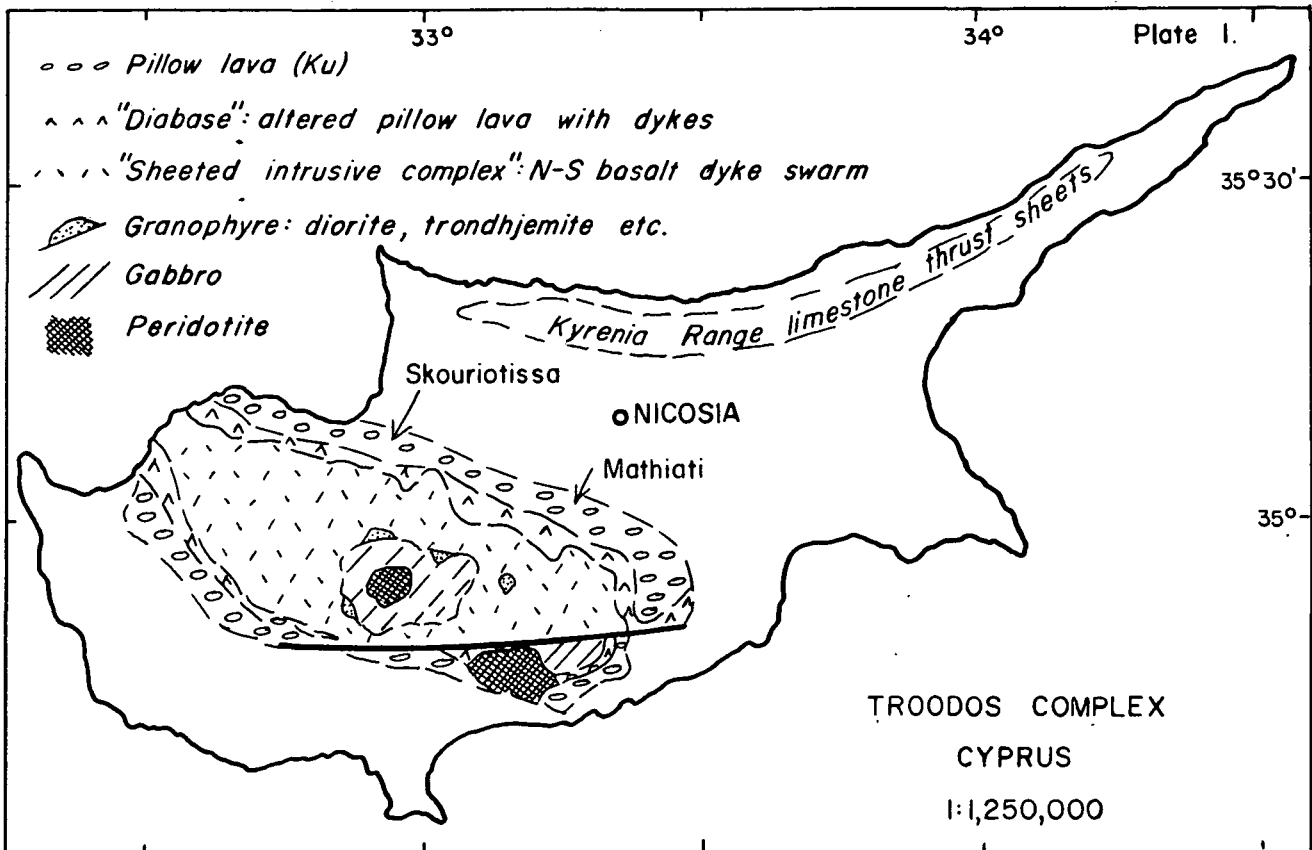 33°
34°
Plate 1.
Pillow lava (Ku)
"Diabase": altered pillow lava with dykes
"Sheeted intrusive complex": N-S basalt dyke swarm
35°30'
Granophyre: diorite, trondhjemite etc.
Gabbro
Peridotite
Kyrenia Range limestone thrust sheets
Skouriotissa
NICOSIA
Mathiati
35°
TROODOS COMPLEX
CYPRUS
1:1,250,000